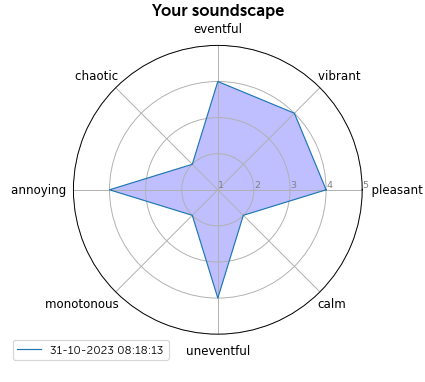 Your soundscape
eventful
chaotic
vibrant
annoying
1 2 3 4 5
pleasant
monotonous
calm
uneventful
31-10-2023 08:18:13